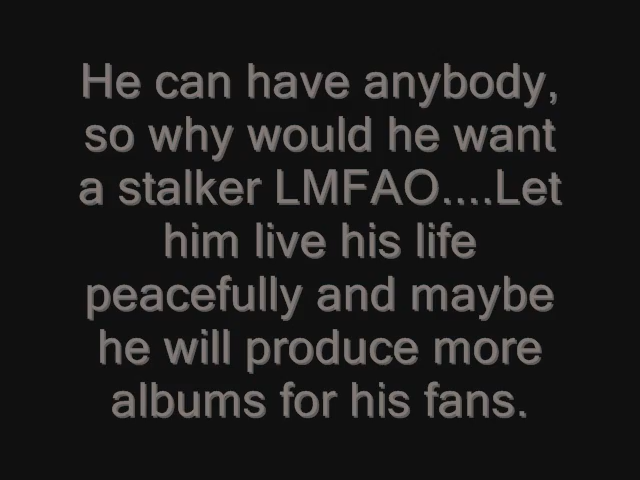 He can have anybody,
so why would he want
a stalker LMFAO....Let
him live his life
peacefully and maybe
he will produce more
albums for his fans.